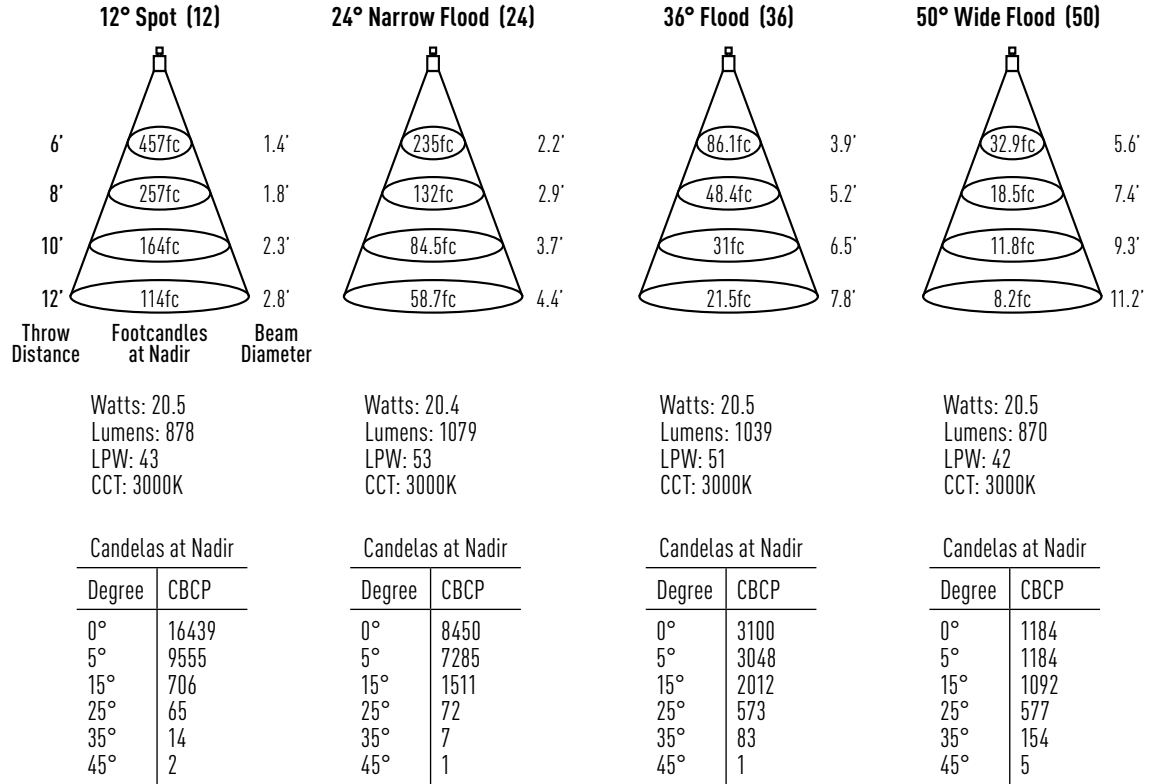 12° Spot (12) 24° Narrow Flood (24) 36° Flood (36) 50° Wide Flood (50)
6' 457fc 1.4' 235fc 2.2' 86.1fc 3.9' 32.9fc 5.6'
8' 257fc 1.8' 132fc 2.9' 48.4fc 5.2' 18.5fc 7.4'
10' 164fc 2.3' 84.5fc 3.7' 31fc 6.5' 11.8fc 9.3'
12' 114fc 2.8' 58.7fc 4.4' 21.5fc 7.8' 8.2fc 11.2'
Throw Footcandles Beam
Distance at Nadir Diameter
Watts: 20.5 Watts: 20.4 Watts: 20.5 Watts: 20.5
Lumens: 878 Lumens: 1079 Lumens: 1039 Lumens: 870
LPW: 43 LPW: 53 LPW: 51 LPW: 42
CCT: 3000K CCT: 3000K CCT: 3000K CCT: 3000K
Candelas at Nadir Candelas at Nadir Candelas at Nadir Candelas at Nadir
Degree CBCP Degree CBCP Degree CBCP Degree CBCP
0° 16439 0° 8450 0° 3100 0° 1184
5° 9555 5° 7285 5° 3048 5° 1184
15° 706 15° 1511 15° 2012 15° 1092
25° 65 25° 72 25° 573 25° 577
35° 14 35° 7 35° 83 35° 154
45° 2 45° 1 45° 1 45° 5